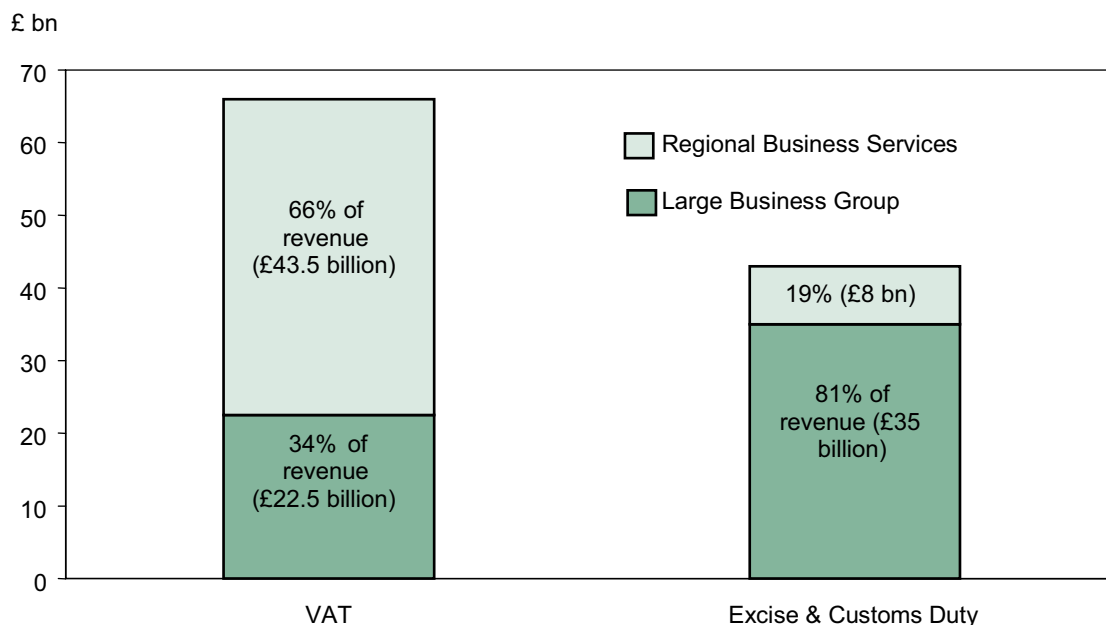 £ bn
70
60
50
40
30
20
10
0
66% of
revenue
(£43.5 billion)
34% of
revenue
(£22.5 billion)
Regional Business Services
Large Business Group
19% (£8 bn)
81% of
revenue (£35
billion)
VAT
Excise & Customs Duty